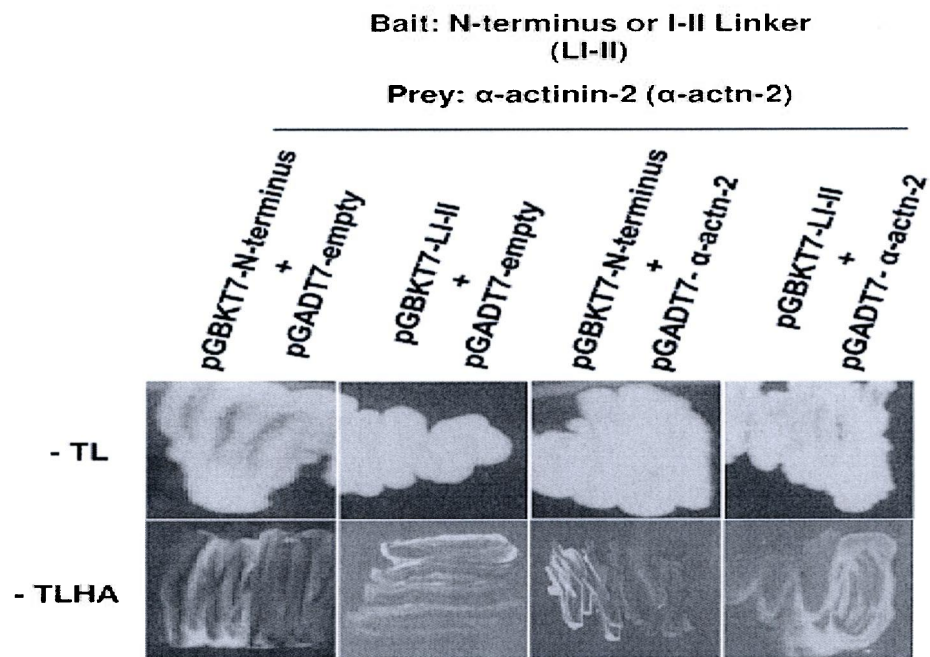 Bait: N-terminus or I-II Linker
(LI-II)
Prey: α-actinin-2 (α-actn-2)
pGBKT7-N-terminus
+
pGADT7-empty
pGBKT7-LI-II
+
pGADT7-empty
pGBKT7-N-terminus
+
pGADT7- α-actn-2
pGBKT7-LI-II
+
pGADT7- α-actn-2
- TL
- TLHA